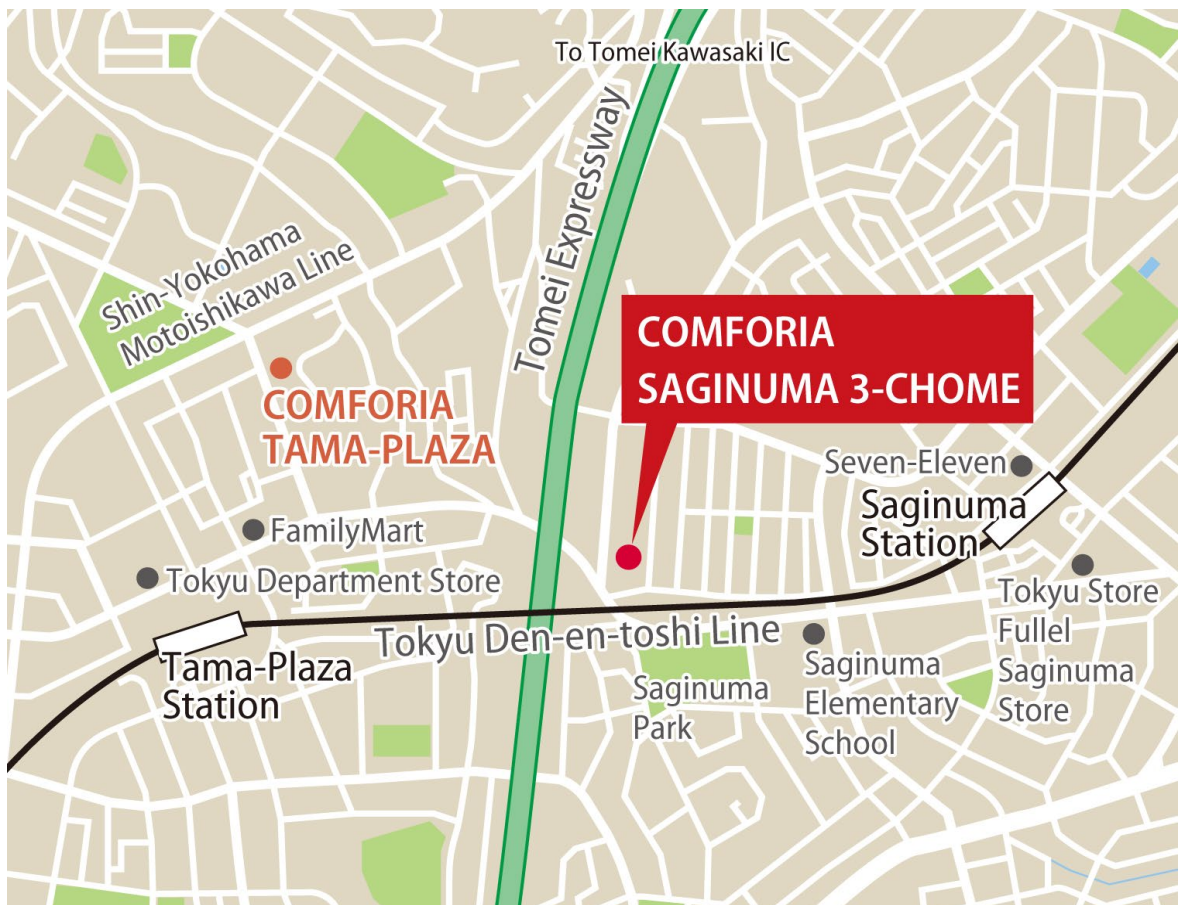 To Tomei Kawasaki IC
Tomei Expressway
Shin-Yokohama
Motoishikawa Line
COMFORIA
SAGINUMA 3-CHOME
COMFORIA
TAMA-PLAZA
Seven-Eleven
Saginuma
Station
FamilyMart
Tokyu Department Store
Tokyu Den-en-toshi Line
Tama-Plaza
Station
Saginuma
Park
Saginuma
Elementary
School
Tokyu Store
Fullel
Saginuma
Store